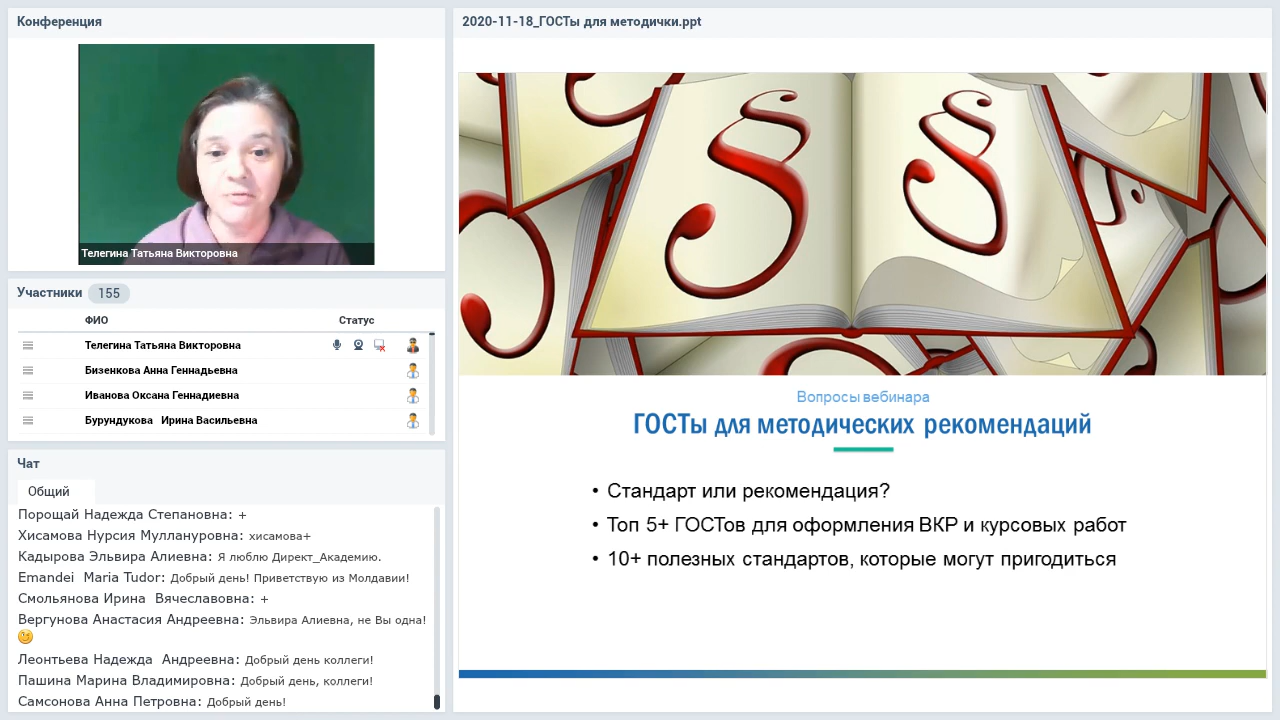 Конференция
Телегина Татьяна Викторовна
Участники 155
ФИО Статус
Телегина Татьяна Викторовна
Бизенкова Анна Геннадьевна
Иванова Оксана Геннадиевна
Бурундукова Ирина Васильевна
Чат
Общий
Порощай Надежда Степановна: +
Хисамова Нурсия Муллануровна: хисамова+
Кадырова Эльвира Алиевна: Я люблю Директ_Академию.
Emandei Maria Tudor: Добрый день! Приветствую из Молдавии!
Смольянова Ирина Вячеславовна: +
Вергунова Анастасия Андреевна: Эльвира Алиевна, не Вы одна!
Леонтьева Надежда Андреевна: Добрый день коллеги!
Пашина Марина Владимировна: Добрый день, коллеги!
Самсонова Анна Петровна: Добрый день!
2020-11-18_ГОСТы для методички.ppt
§ §
Вопросы вебинара
ГОСТы для методических рекомендаций
• Стандарт или рекомендация?
• Топ 5+ ГОСТов для оформления ВКР и курсовых работ
• 10+ полезных стандартов, которые могут пригодиться